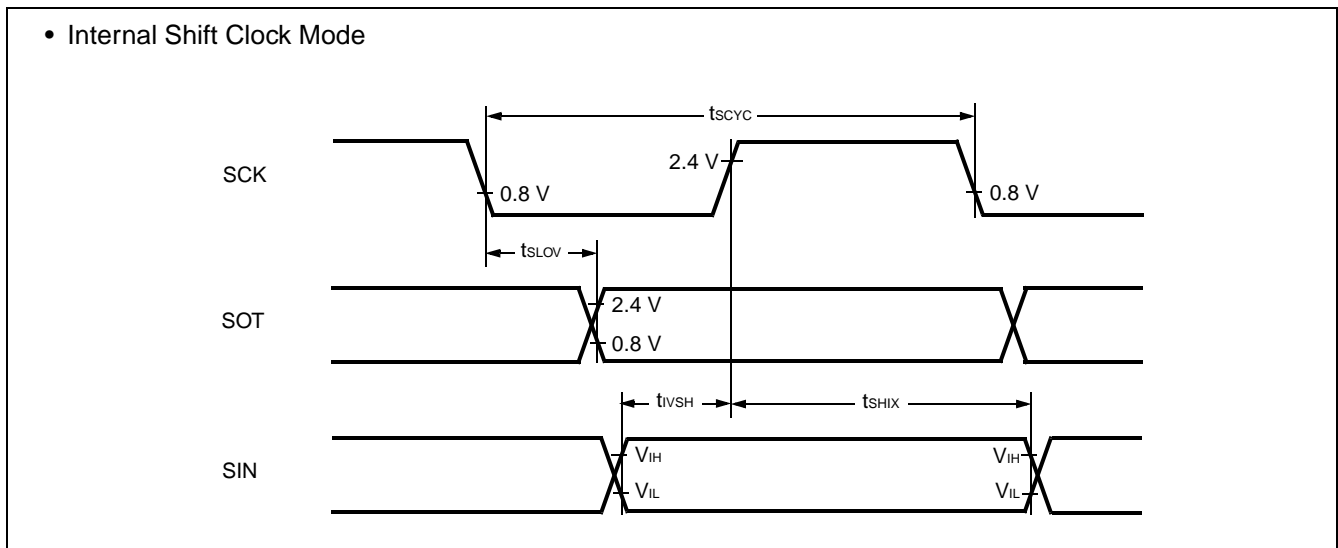 • Internal Shift Clock Mode
tSCYC
SCK
2.4 V
0.8 V
0.8 V
tSLOV
SOT
2.4 V
0.8 V
tIVSH
tSHIX
SIN
VIH
VIH
VIL
VIL